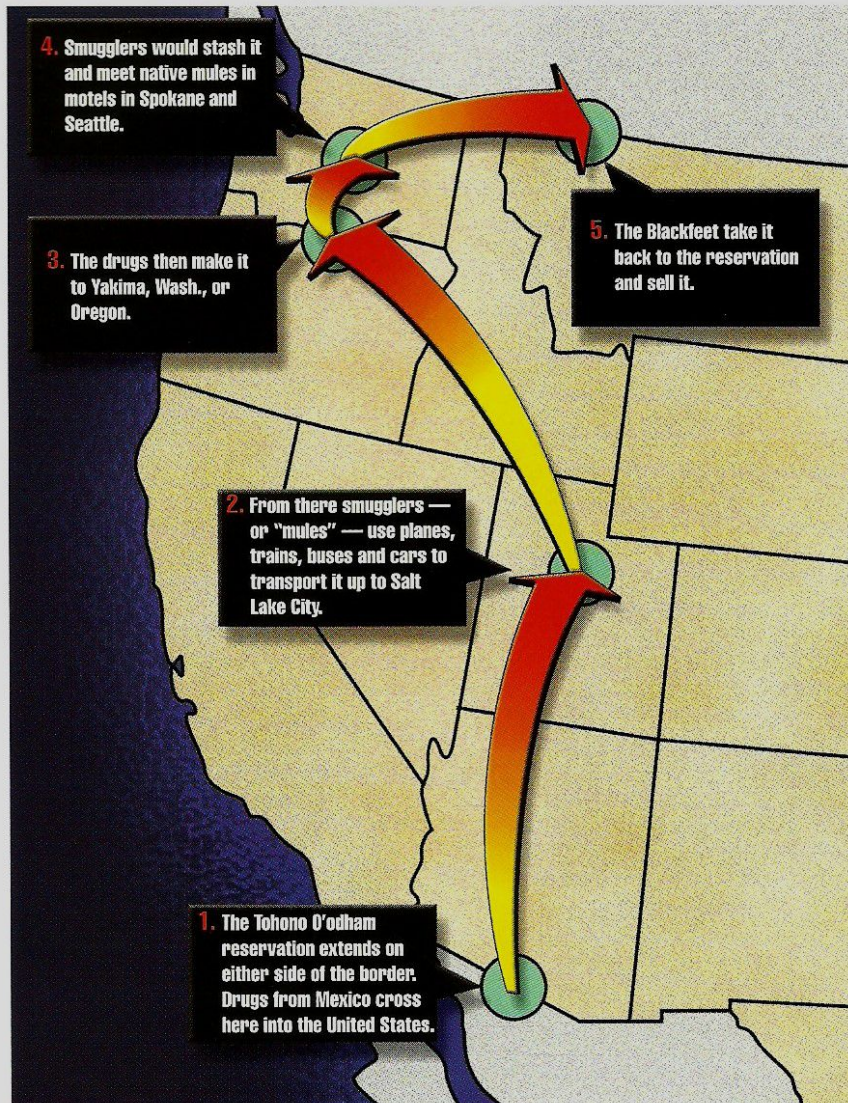 4. Smugglers would stash it
and meet native mules in
motels in Spokane and
Seattle.
3. The drugs then make it
to Yakima, Wash., or
Oregon.
5. The Blackfeet take it
back to the reservation
and sell it.
2. From there smugglers —
or "mules" — use planes,
trains, buses and cars to
transport it up to Salt
Lake City.
1. The Tohono O'odham
reservation extends on
either side of the border.
Drugs from Mexico cross
here into the United States.